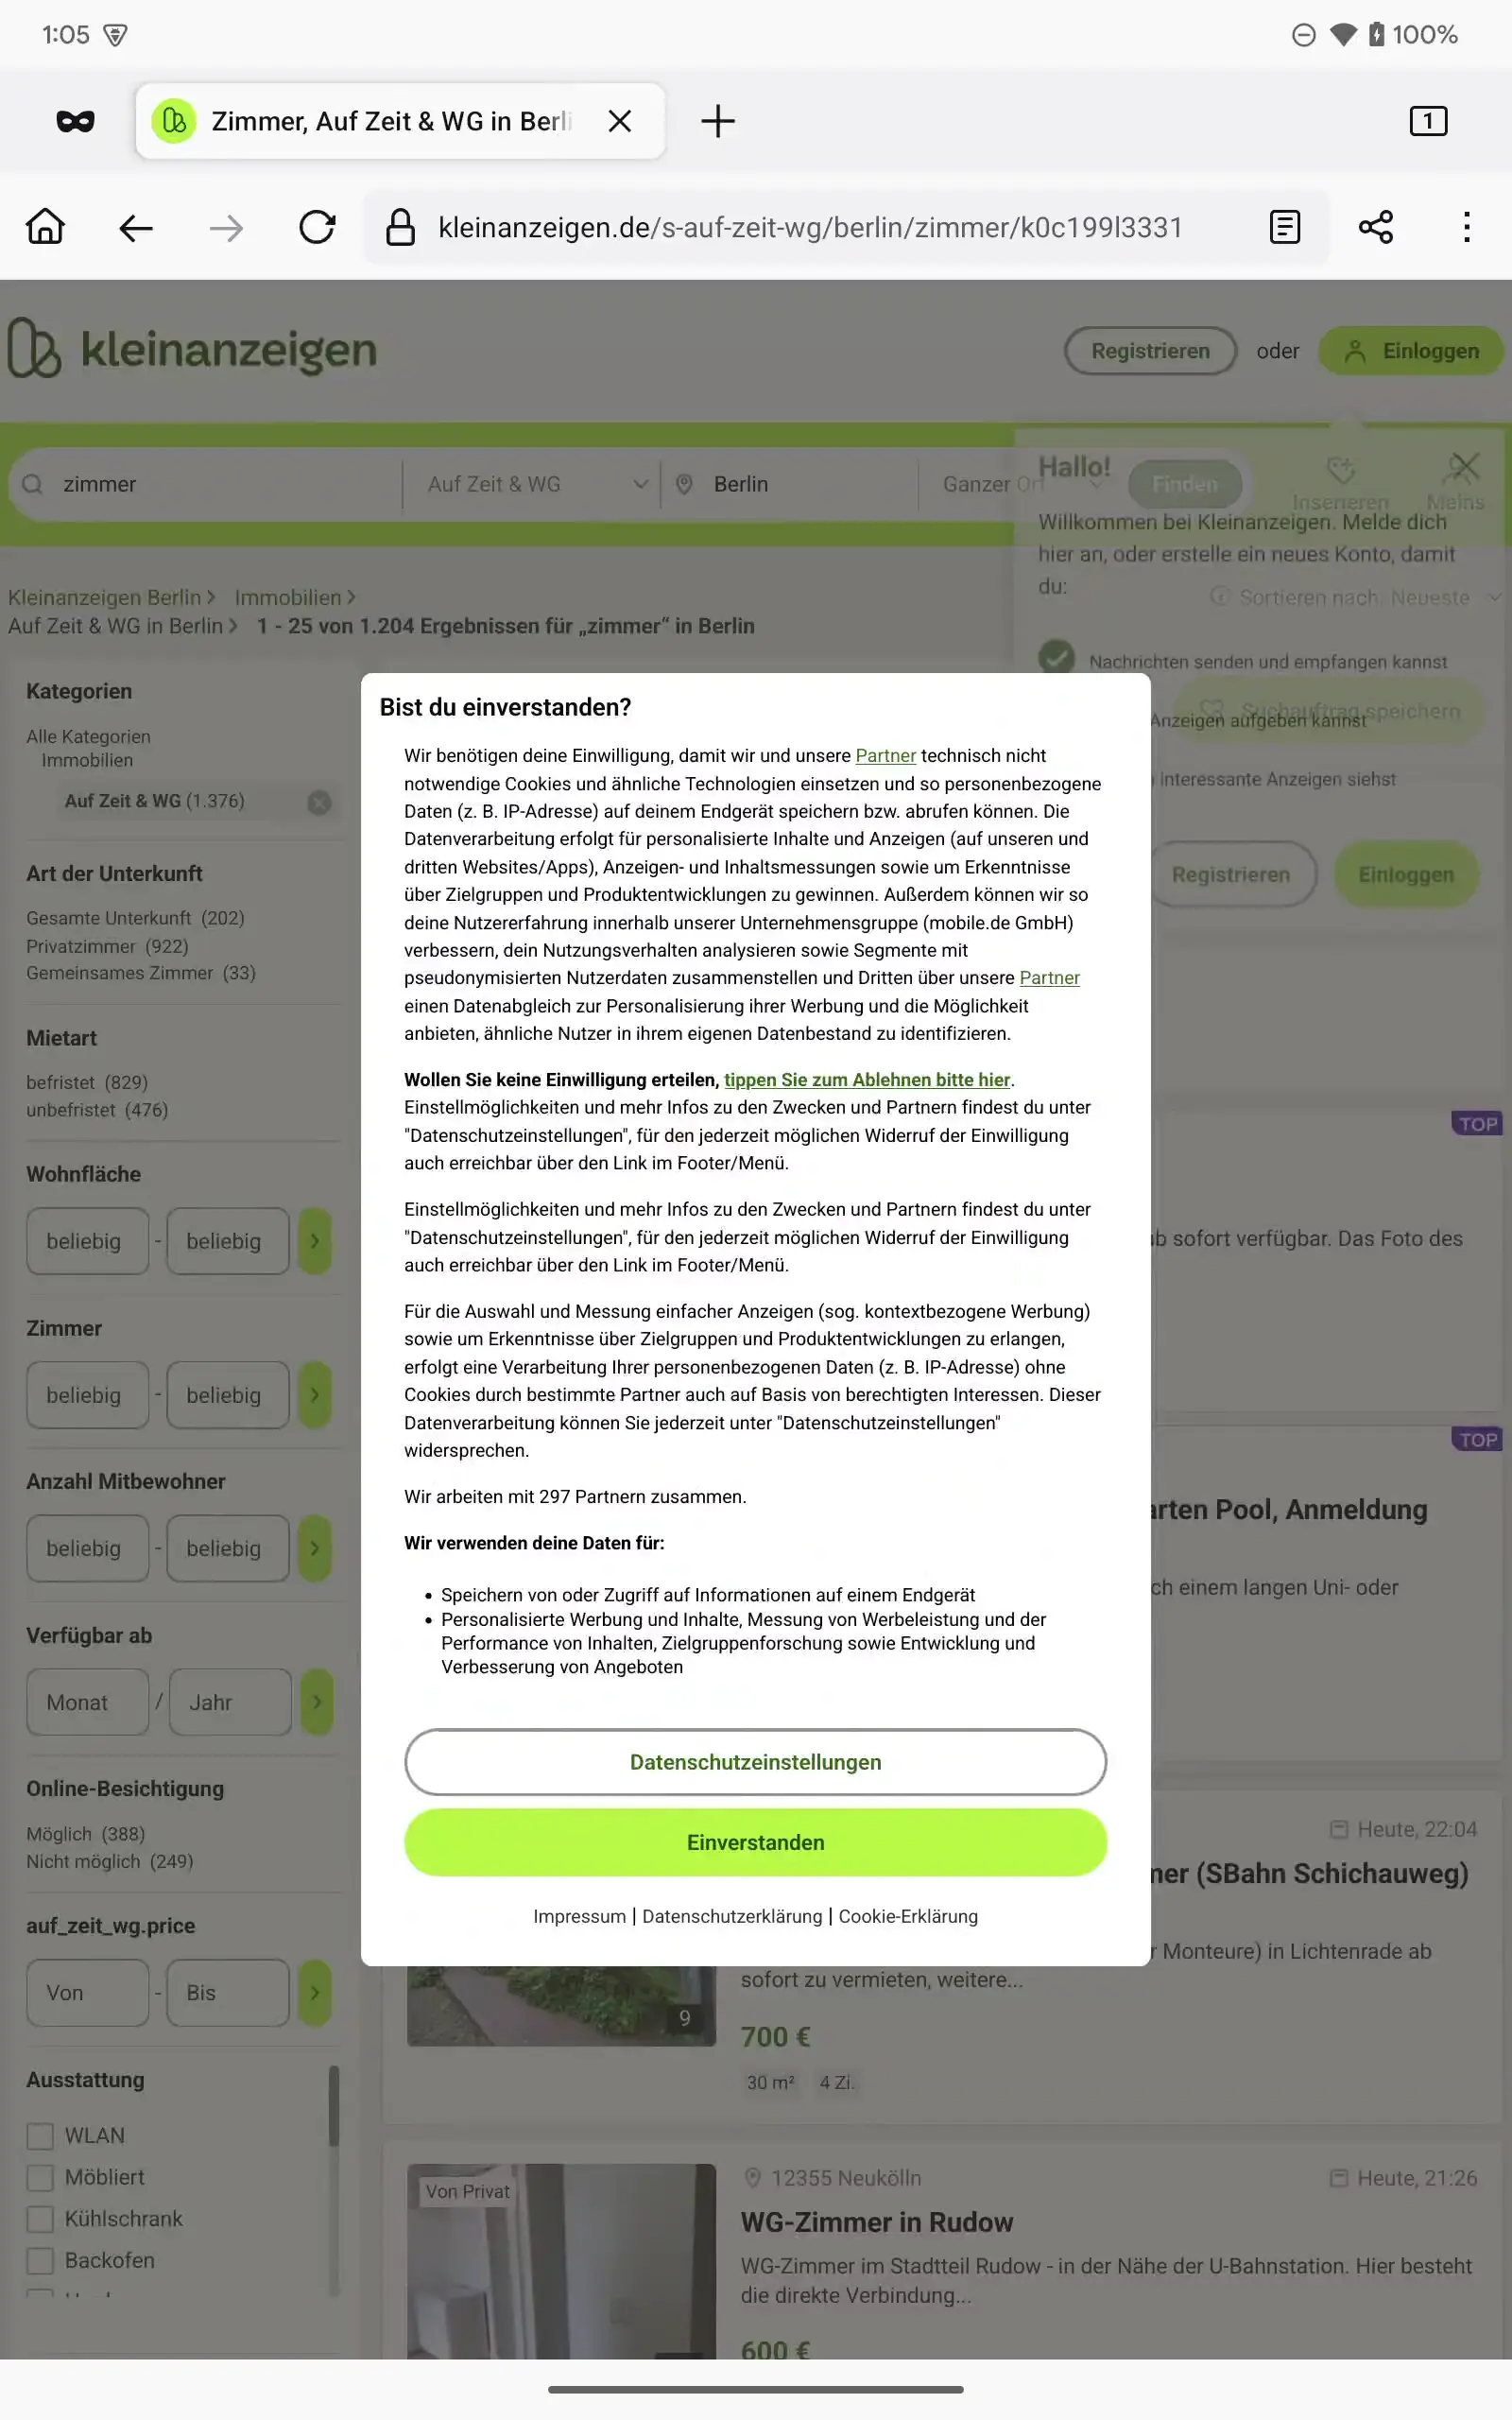 1:05
100%
Zimmer, Auf Zeit & WG in Berli
1
kleinanzeigen.de/s-auf-zeit-wg/berlin/zimmer/k0c199l3331
kleinanzeigen
Registrieren oder Einloggen
zimmer
Auf Zeit & WG
Berlin
Ganzer Ort
Finden
Inserieren
Meins
Hallo!
Willkommen bei Kleinanzeigen. Melde dich
hier an, oder erstelle ein neues Konto, damit
du:
Nachrichten senden und empfangen kannst
Anzeigen aufgeben kannst
interessante Anzeigen siehst
Registrieren
Einloggen
Kleinanzeigen Berlin > Immobilien >
Sortieren nach: Neueste
Auf Zeit & WG in Berlin > 1 - 25 von 1.204 Ergebnissen für „zimmer“ in Berlin
Suchauftrag speichern
Kategorien
Alle Kategorien
Immobilien
Auf Zeit & WG (1.376)
Art der Unterkunft
Gesamte Unterkunft (202)
Privatzimmer (922)
Gemeinsames Zimmer (33)
Mietart
befristet (829)
unbefristet (476)
Wohnfläche
beliebig - beliebig
Zimmer
beliebig - beliebig
Anzahl Mitbewohner
beliebig - beliebig
Verfügbar ab
Monat / Jahr
Online-Besichtigung
Möglich (388)
Nicht möglich (249)
auf_zeit_wg.price
Von - Bis
Ausstattung
WLAN
Möbliert
Kühlschrank
Backofen
Bist du einverstanden?
Wir benötigen deine Einwilligung, damit wir und unsere Partner technisch nicht
notwendige Cookies und ähnliche Technologien einsetzen und so personenbezogene
Daten (z. B. IP-Adresse) auf deinem Endgerät speichern bzw. abrufen können. Die
Datenverarbeitung erfolgt für personalisierte Inhalte und Anzeigen (auf unseren und
dritten Websites/Apps), Anzeigen- und Inhaltsmessungen sowie um Erkenntnisse
über Zielgruppen und Produktentwicklungen zu gewinnen. Außerdem können wir so
deine Nutzererfahrung innerhalb unserer Unternehmensgruppe (mobile.de GmbH)
verbessern, dein Nutzungsverhalten analysieren sowie Segmente mit
pseudonymisierten Nutzerdaten zusammenstellen und Dritten über unsere Partner
einen Datenabgleich zur Personalisierung ihrer Werbung und die Möglichkeit
anbieten, ähnliche Nutzer in ihrem eigenen Datenbestand zu identifizieren.
Wollen Sie keine Einwilligung erteilen, tippen Sie zum Ablehnen bitte hier.
Einstellmöglichkeiten und mehr Infos zu den Zwecken und Partnern findest du unter
"Datenschutzeinstellungen", für den jederzeit möglichen Widerruf der Einwilligung
auch erreichbar über den Link im Footer/Menü.
Einstellmöglichkeiten und mehr Infos zu den Zwecken und Partnern findest du unter
"Datenschutzeinstellungen", für den jederzeit möglichen Widerruf der Einwilligung
auch erreichbar über den Link im Footer/Menü.
Für die Auswahl und Messung einfacher Anzeigen (sog. kontextbezogene Werbung)
sowie um Erkenntnisse über Zielgruppen und Produktentwicklungen zu erlangen,
erfolgt eine Verarbeitung Ihrer personenbezogenen Daten (z. B. IP-Adresse) ohne
Cookies durch bestimmte Partner auch auf Basis von berechtigten Interessen. Dieser
Datenverarbeitung können Sie jederzeit unter "Datenschutzeinstellungen"
widersprechen.
Wir arbeiten mit 297 Partnern zusammen.
Wir verwenden deine Daten für:
• Speichern von oder Zugriff auf Informationen auf einem Endgerät
• Personalisierte Werbung und Inhalte, Messung von Werbeleistung und der
Performance von Inhalten, Zielgruppenforschung sowie Entwicklung und
Verbesserung von Angeboten
Datenschutzeinstellungen
Einverstanden
Impressum | Datenschutzerklärung | Cookie-Erklärung
TOP
sofort verfügbar. Das Foto des
TOP
Pool, Anmeldung
einem langen Uni- oder
Heute, 22:04
(SBahn Schichauweg)
Monteure) in Lichtenrade ab
sofort zu vermieten, weitere...
9
700 €
30 m² 4 Zi.
Von Privat
12355 Neukölln
Heute, 21:26
WG-Zimmer in Rudow
WG-Zimmer im Stadtteil Rudow - in der Nähe der U-Bahnstation. Hier besteht
die direkte Verbindung...
600 €